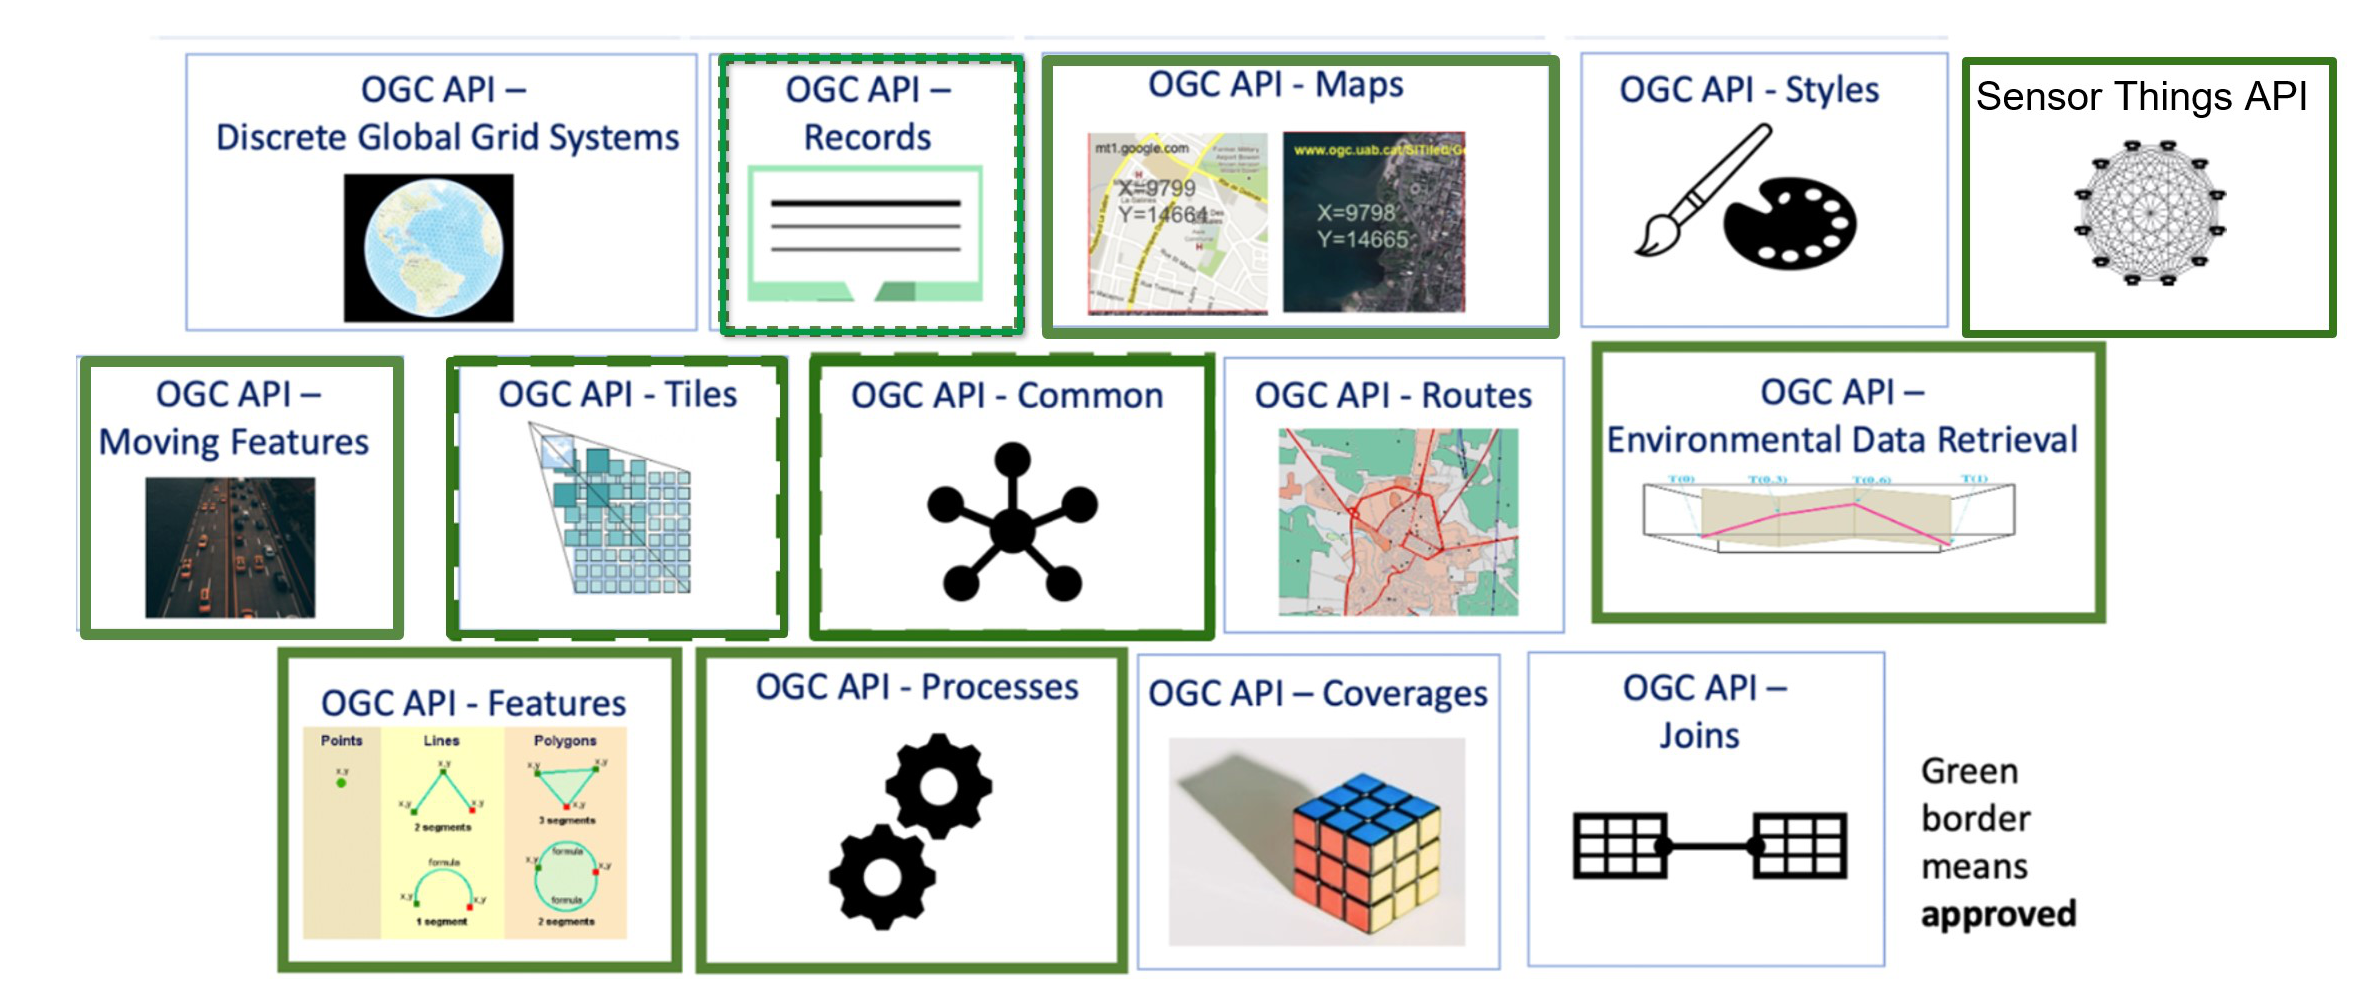 OGC API –
Discrete Global Grid Systems
OGC API –
Records
OGC API - Maps
mt1.google.com
X=9799
Y=14664
www.ogc.uab.cat/SITiled/G
X=9798
Y=14665
OGC API - Styles
Sensor Things API
OGC API –
Moving Features
OGC API - Tiles
OGC API - Common
OGC API - Routes
OGC API –
Environmental Data Retrieval
T(0)
T(0.3)
T(0.6)
T(1)
OGC API - Features
Points
Lines
Polygons
x,y
x,y
x,y
x,y
2 segments
x,y
x,y
x,y
3 segments
formula
x,y
x,y
1 segment
formula
x,y
x,y
formula
2 segments
OGC API - Processes
OGC API – Coverages
OGC API –
Joins
Green
border
means
approved